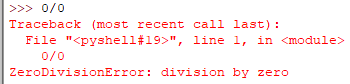 >>> 0/0
Traceback (most recent call last):
  File "<pyshell#19>", line 1, in <module>
    0/0
ZeroDivisionError: division by zero